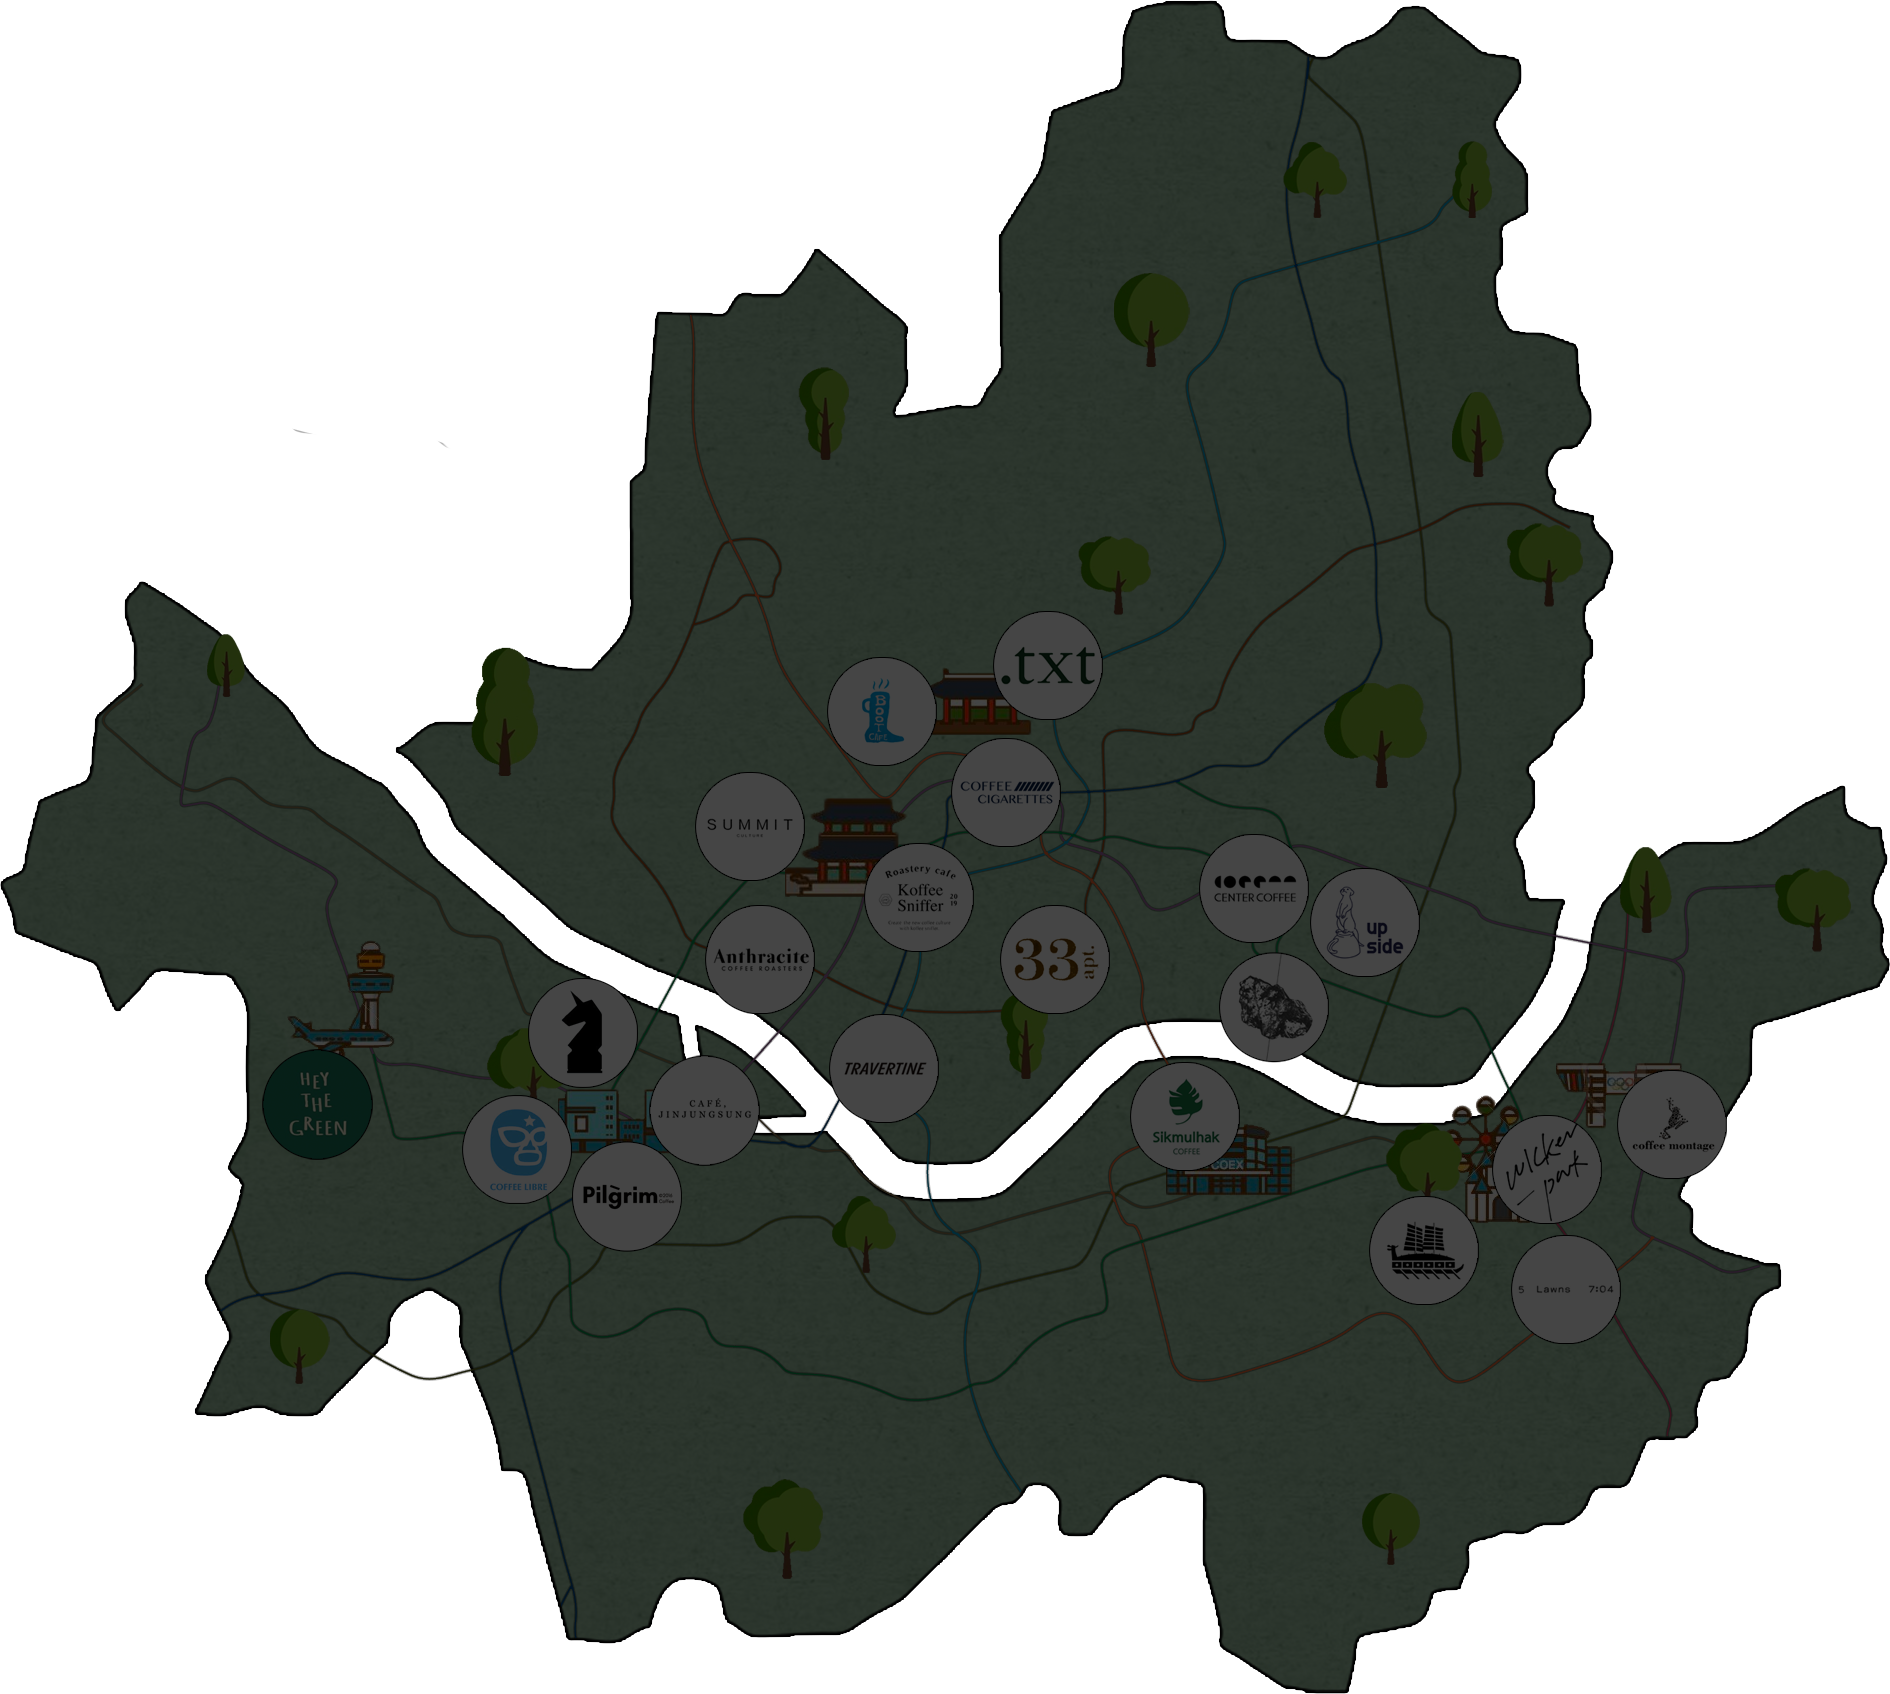 .txt
BOOT
Café
COFFEE
CIGARETTES
SUMMIT
CULTURE
Roastery cafe
Koffee
Sniffer
2019
CENTER COFFEE
up
side
Anthracite
COFFEE ROASTERS
33
apt.
TRAVERTINE
HEY
THE
GREEN
CAFÉ,
JINJUNGSUNG
Sikmulhak
COFFEE
COEX
coffee montage
wicker
park
COFFEE LIBRE
Pilgrim
5 Lawns 7:04